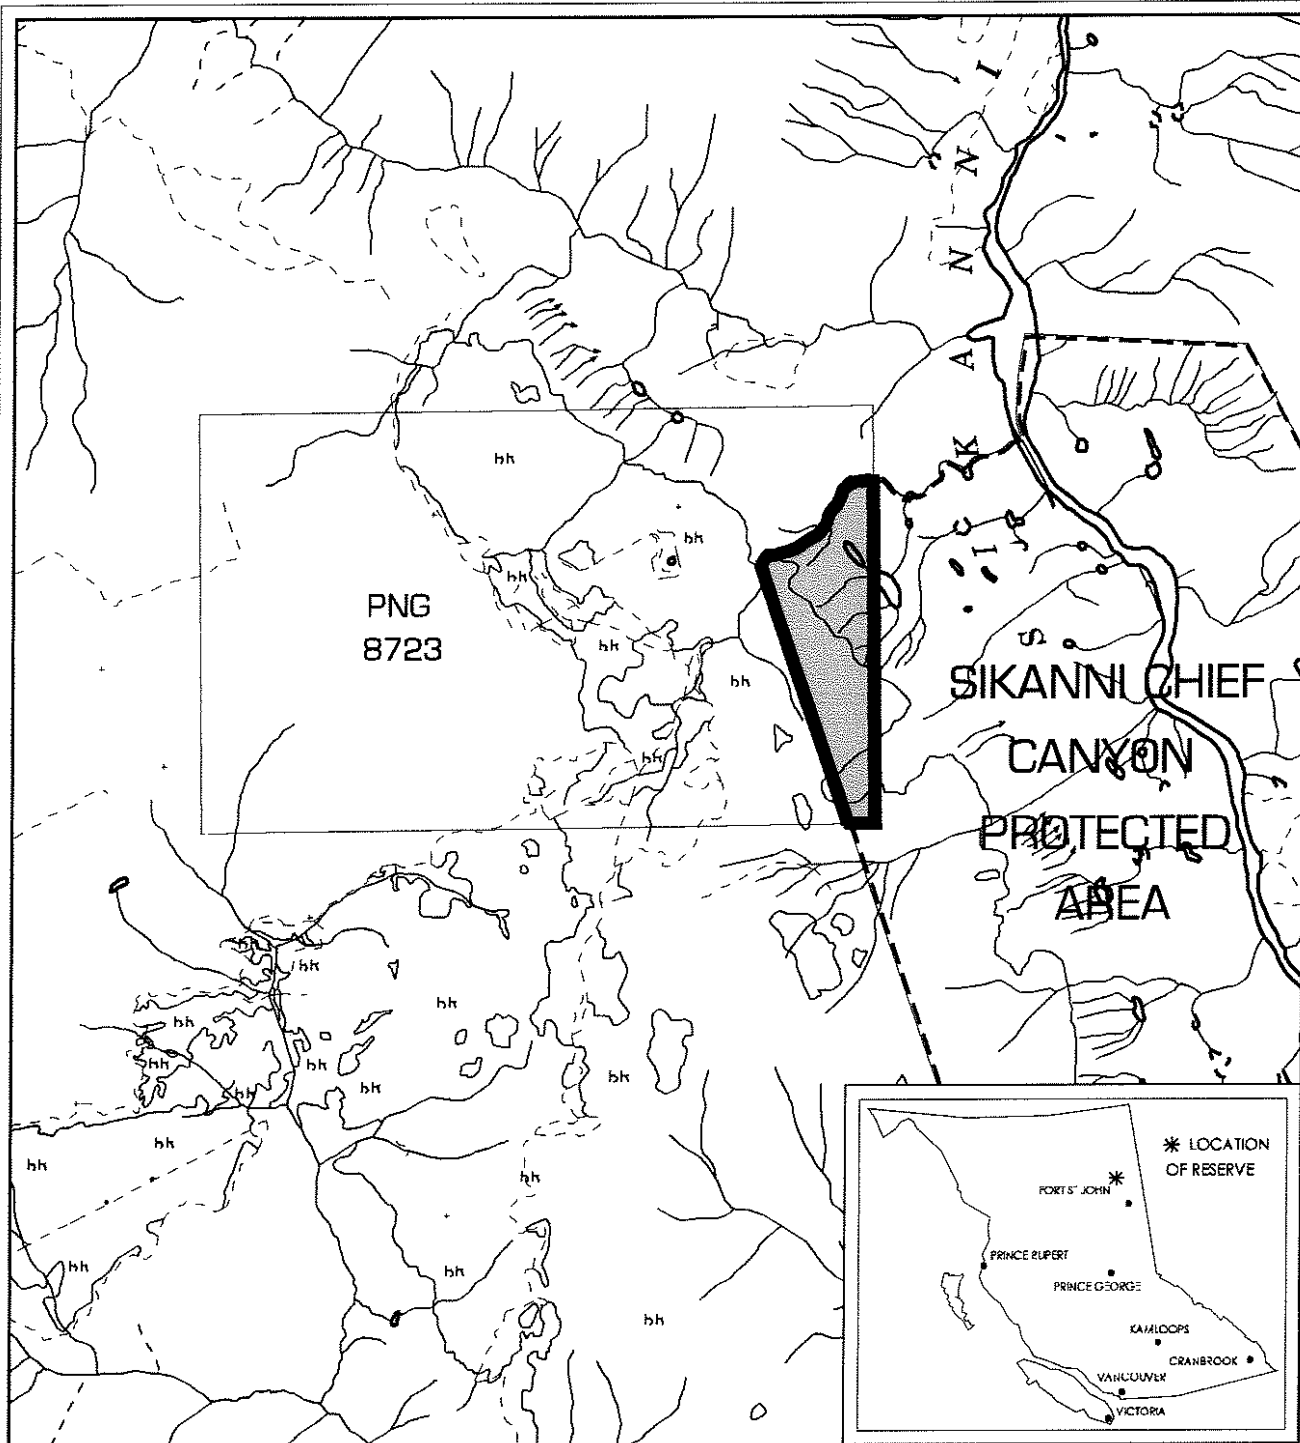 SIKANNI
PNG
8723
SIKANNI CHIEF
CANYON
PROTECTED
AREA
✳ LOCATION
OF RESERVE
FORT ST JOHN
PRINCE RUPERT
PRINCE GEORGE
KAMLOOPS
CRANBROOK
VANCOUVER
VICTORIA